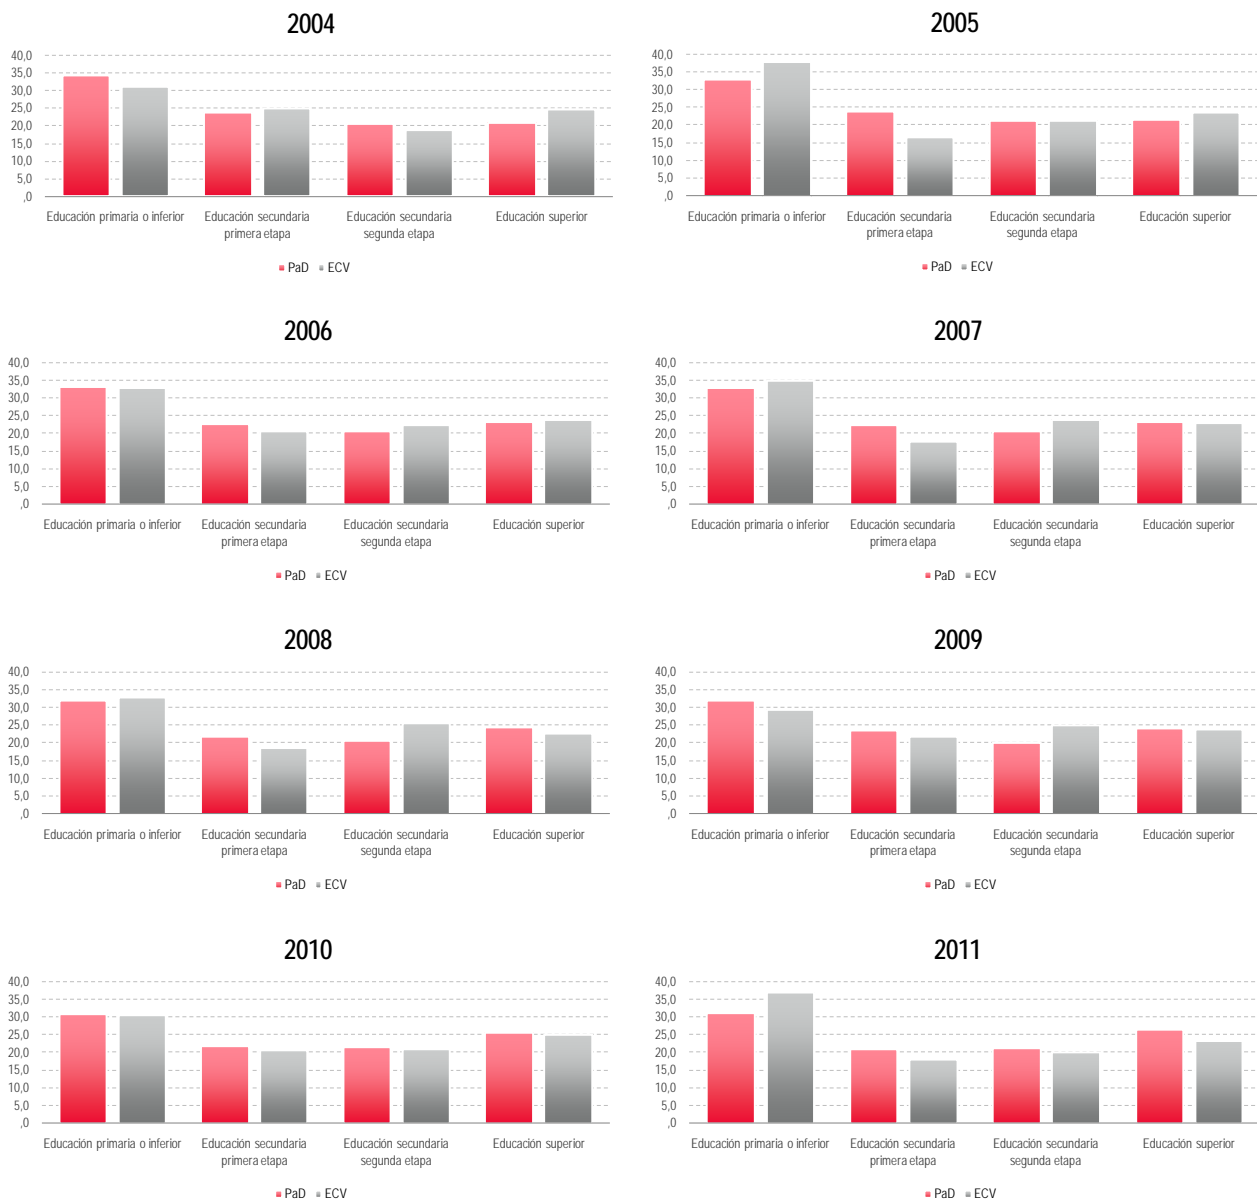 2004
40,0
35,0
30,0
25,0
20,0
15,0
10,0
5,0
,0
Educación primaria o inferior
Educación secundaria
primera etapa
Educación secundaria
segunda etapa
Educación superior
PaD ECV
2005
40,0
35,0
30,0
25,0
20,0
15,0
10,0
5,0
,0
Educación primaria o inferior
Educación secundaria
primera etapa
Educación secundaria
segunda etapa
Educación superior
PaD ECV
2006
40,0
35,0
30,0
25,0
20,0
15,0
10,0
5,0
,0
Educación primaria o inferior
Educación secundaria
primera etapa
Educación secundaria
segunda etapa
Educación superior
PaD ECV
2007
40,0
35,0
30,0
25,0
20,0
15,0
10,0
5,0
,0
Educación primaria o inferior
Educación secundaria
primera etapa
Educación secundaria
segunda etapa
Educación superior
PaD ECV
2008
40,0
35,0
30,0
25,0
20,0
15,0
10,0
5,0
,0
Educación primaria o inferior
Educación secundaria
primera etapa
Educación secundaria
segunda etapa
Educación superior
PaD ECV
2009
40,0
35,0
30,0
25,0
20,0
15,0
10,0
5,0
,0
Educación primaria o inferior
Educación secundaria
primera etapa
Educación secundaria
segunda etapa
Educación superior
PaD ECV
2010
40,0
35,0
30,0
25,0
20,0
15,0
10,0
5,0
,0
Educación primaria o inferior
Educación secundaria
primera etapa
Educación secundaria
segunda etapa
Educación superior
PaD ECV
2011
40,0
35,0
30,0
25,0
20,0
15,0
10,0
5,0
,0
Educación primaria o inferior
Educación secundaria
primera etapa
Educación secundaria
segunda etapa
Educación superior
PaD ECV